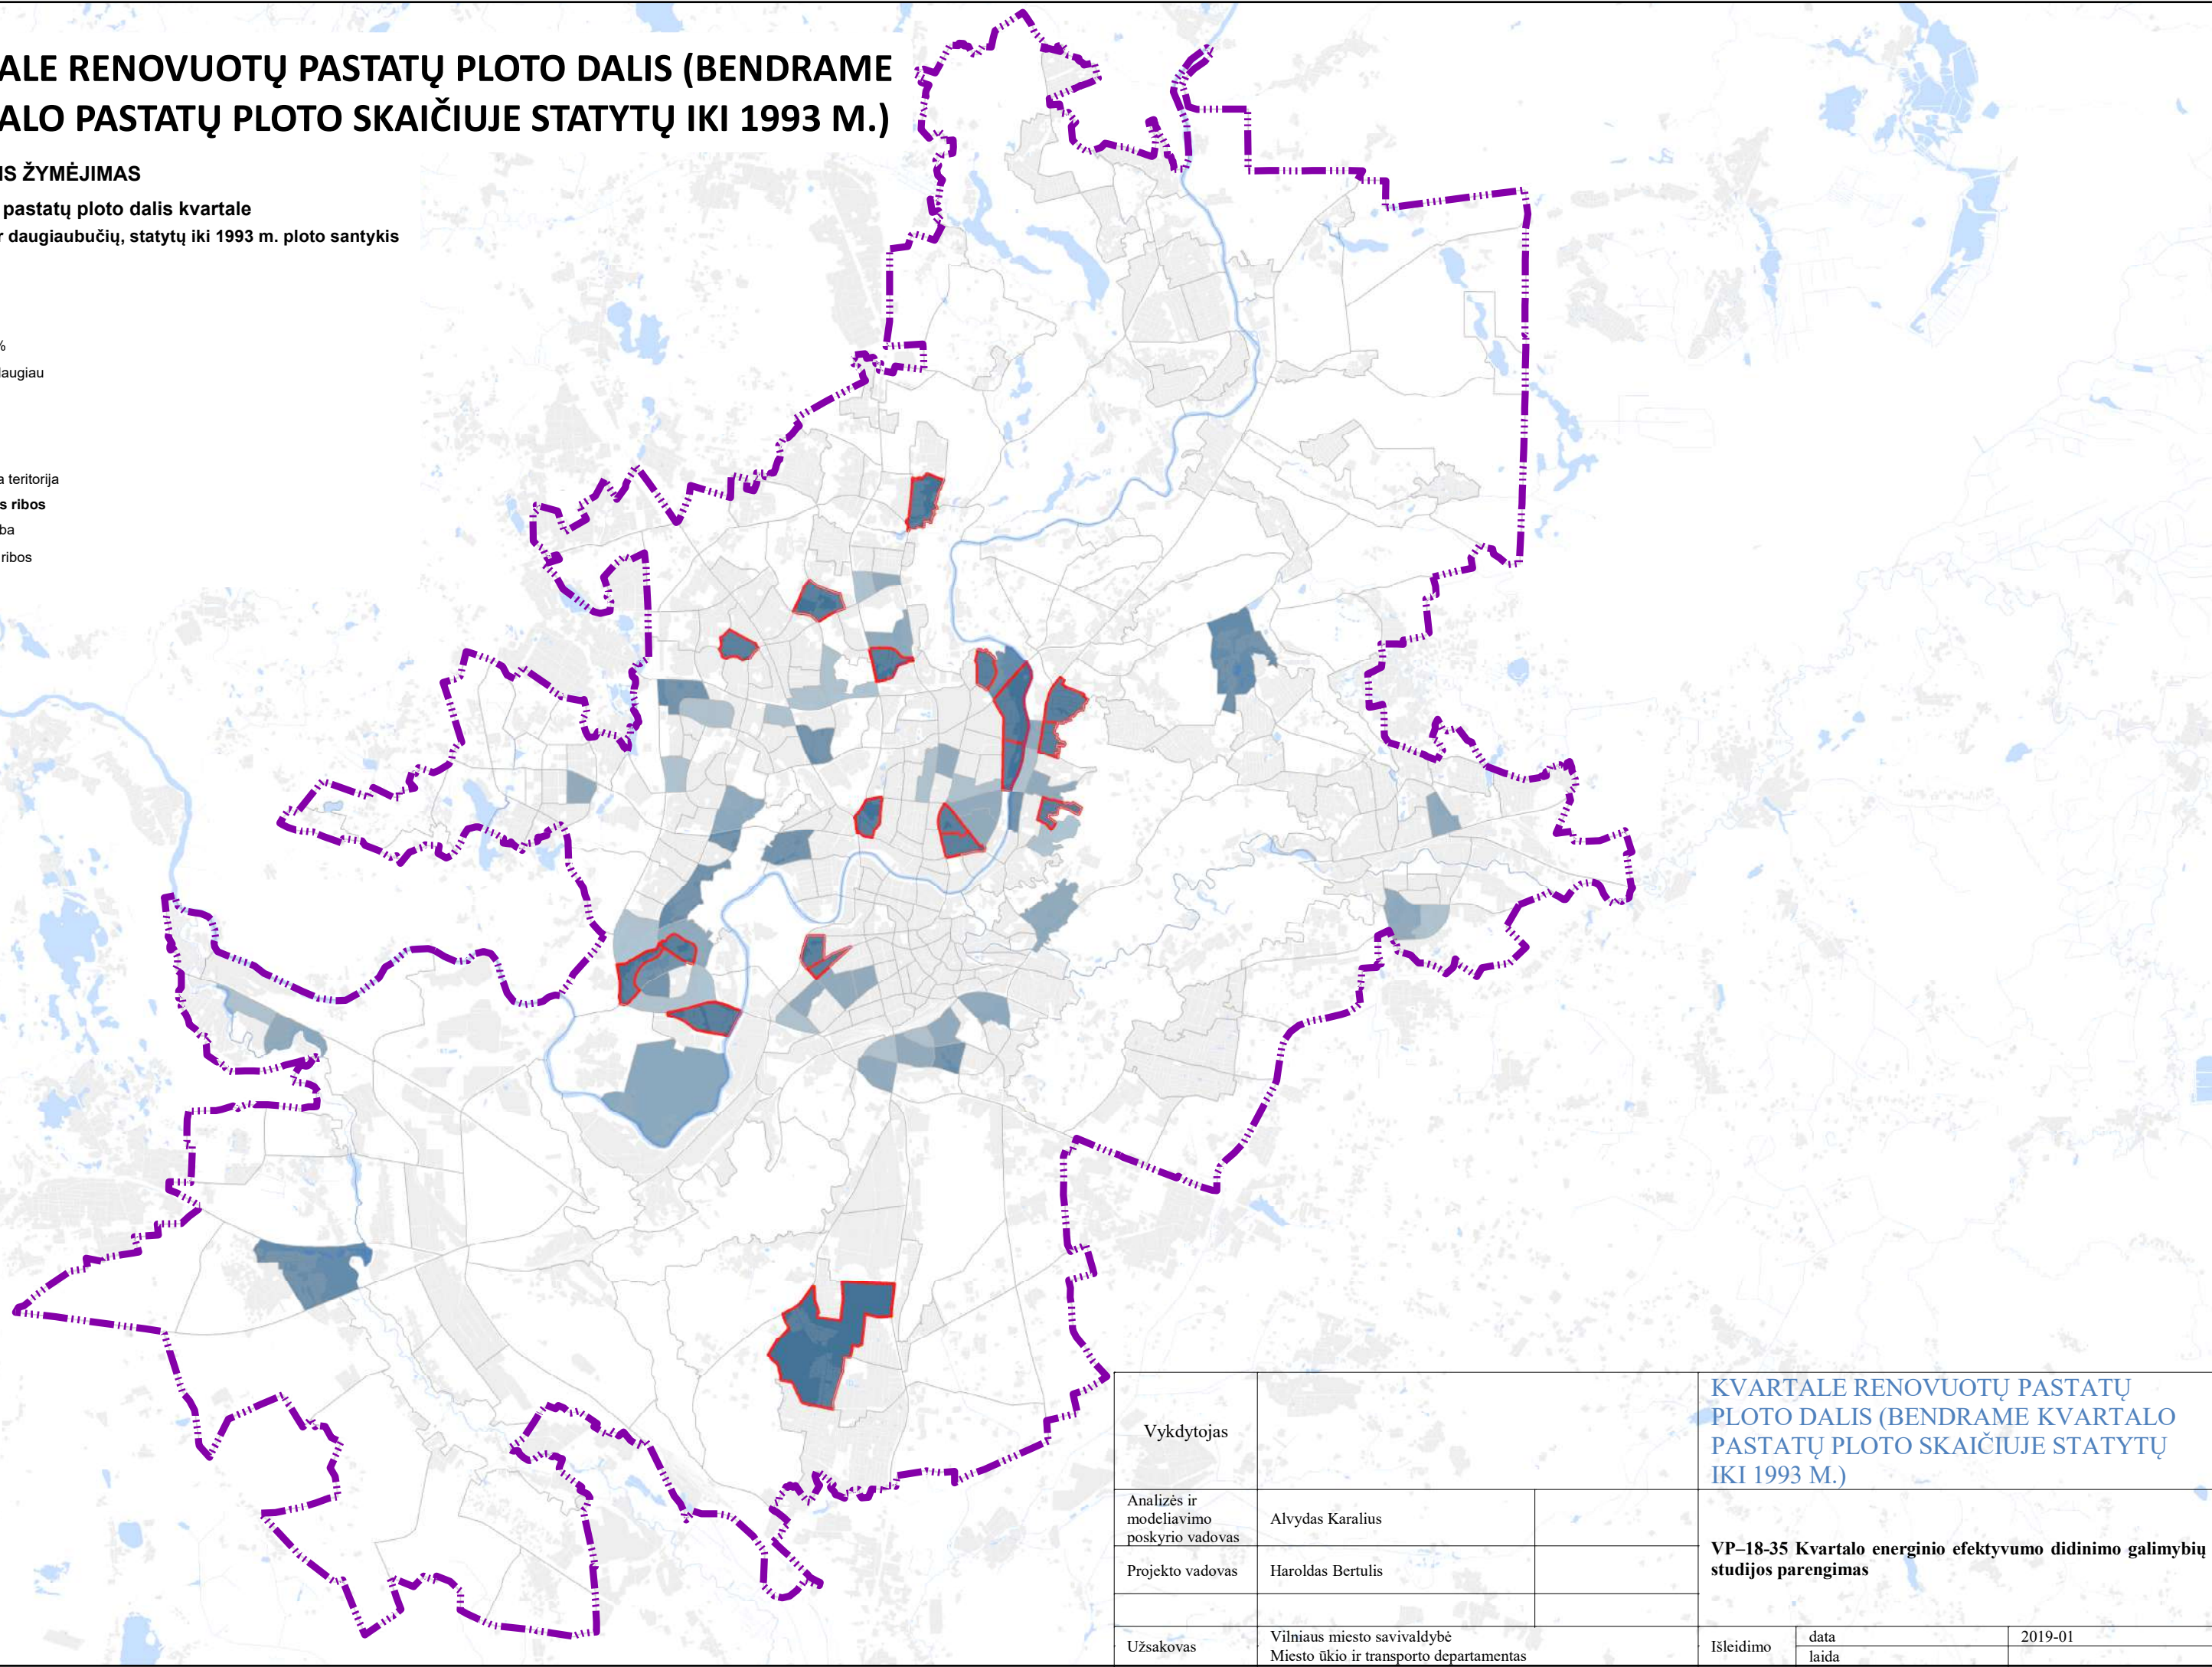 ALE RENOVUOTŲ PASTATŲ PLOTO DALIS (BENDRAME
ALO PASTATŲ PLOTO SKAIČIUJE STATYTŲ IKI 1993 M.)
IS ŽYMĖJIMAS
pastatų ploto dalis kvartale
r daugiaubučių, statytų iki 1993 m. ploto santykis
%
daugiau
a teritorija
s ribos
ba
ribos
Vykdytojas
KVARTALE RENOVUOTŲ PASTATŲ
PLOTO DALIS (BENDRAME KVARTALO
PASTATŲ PLOTO SKAIČIUJE STATYTŲ
IKI 1993 M.)
Analizės ir
modeliavimo
poskyrio vadovas
Alvydas Karalius
Projekto vadovas
Haroldas Bertulis
VP–18-35 Kvartalo energinio efektyvumo didinimo galimybių
studijos parengimas
Užsakovas
Vilniaus miesto savivaldybė
Miesto ūkio ir transporto departamentas
Išleidimo
data
2019-01
laida